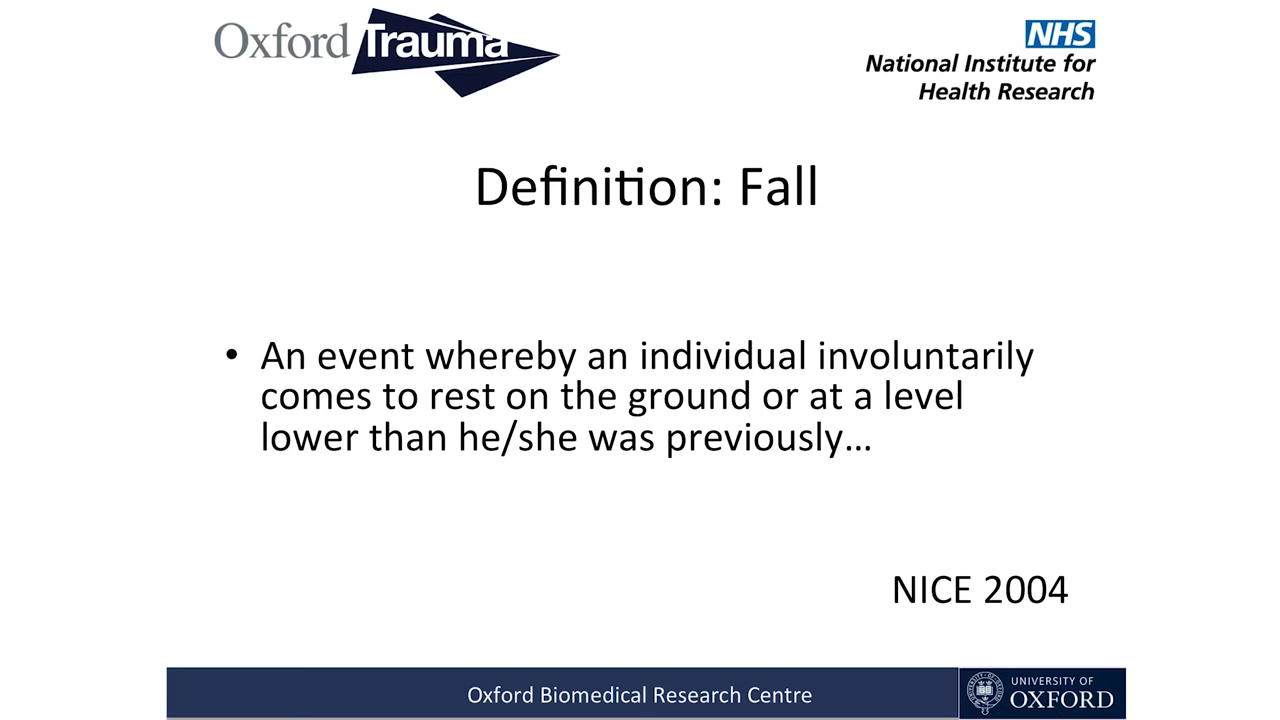 Oxford Trauma
NHS
National Institute for
Health Research
Definition: Fall
• An event whereby an individual involuntarily
comes to rest on the ground or at a level
lower than he/she was previously…
NICE 2004
Oxford Biomedical Research Centre
UNIVERSITY OF
OXFORD